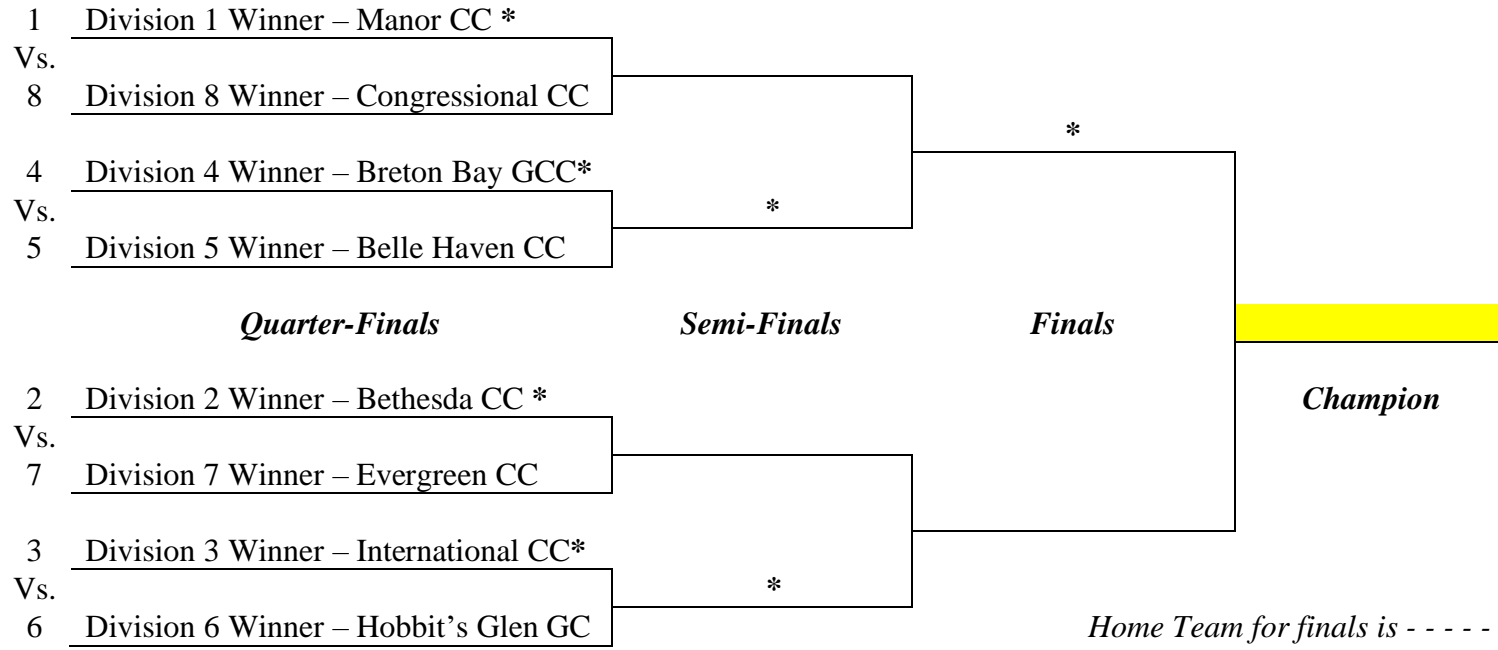 1 Division 1 Winner – Manor CC *
Vs.
8 Division 8 Winner – Congressional CC
*
4 Division 4 Winner – Breton Bay GCC*
Vs. *
5 Division 5 Winner – Belle Haven CC
Quarter-Finals Semi-Finals Finals
2 Division 2 Winner – Bethesda CC * Champion
Vs.
7 Division 7 Winner – Evergreen CC
3 Division 3 Winner – International CC*
Vs. *
6 Division 6 Winner – Hobbit's Glen GC Home Team for finals is - - - - -